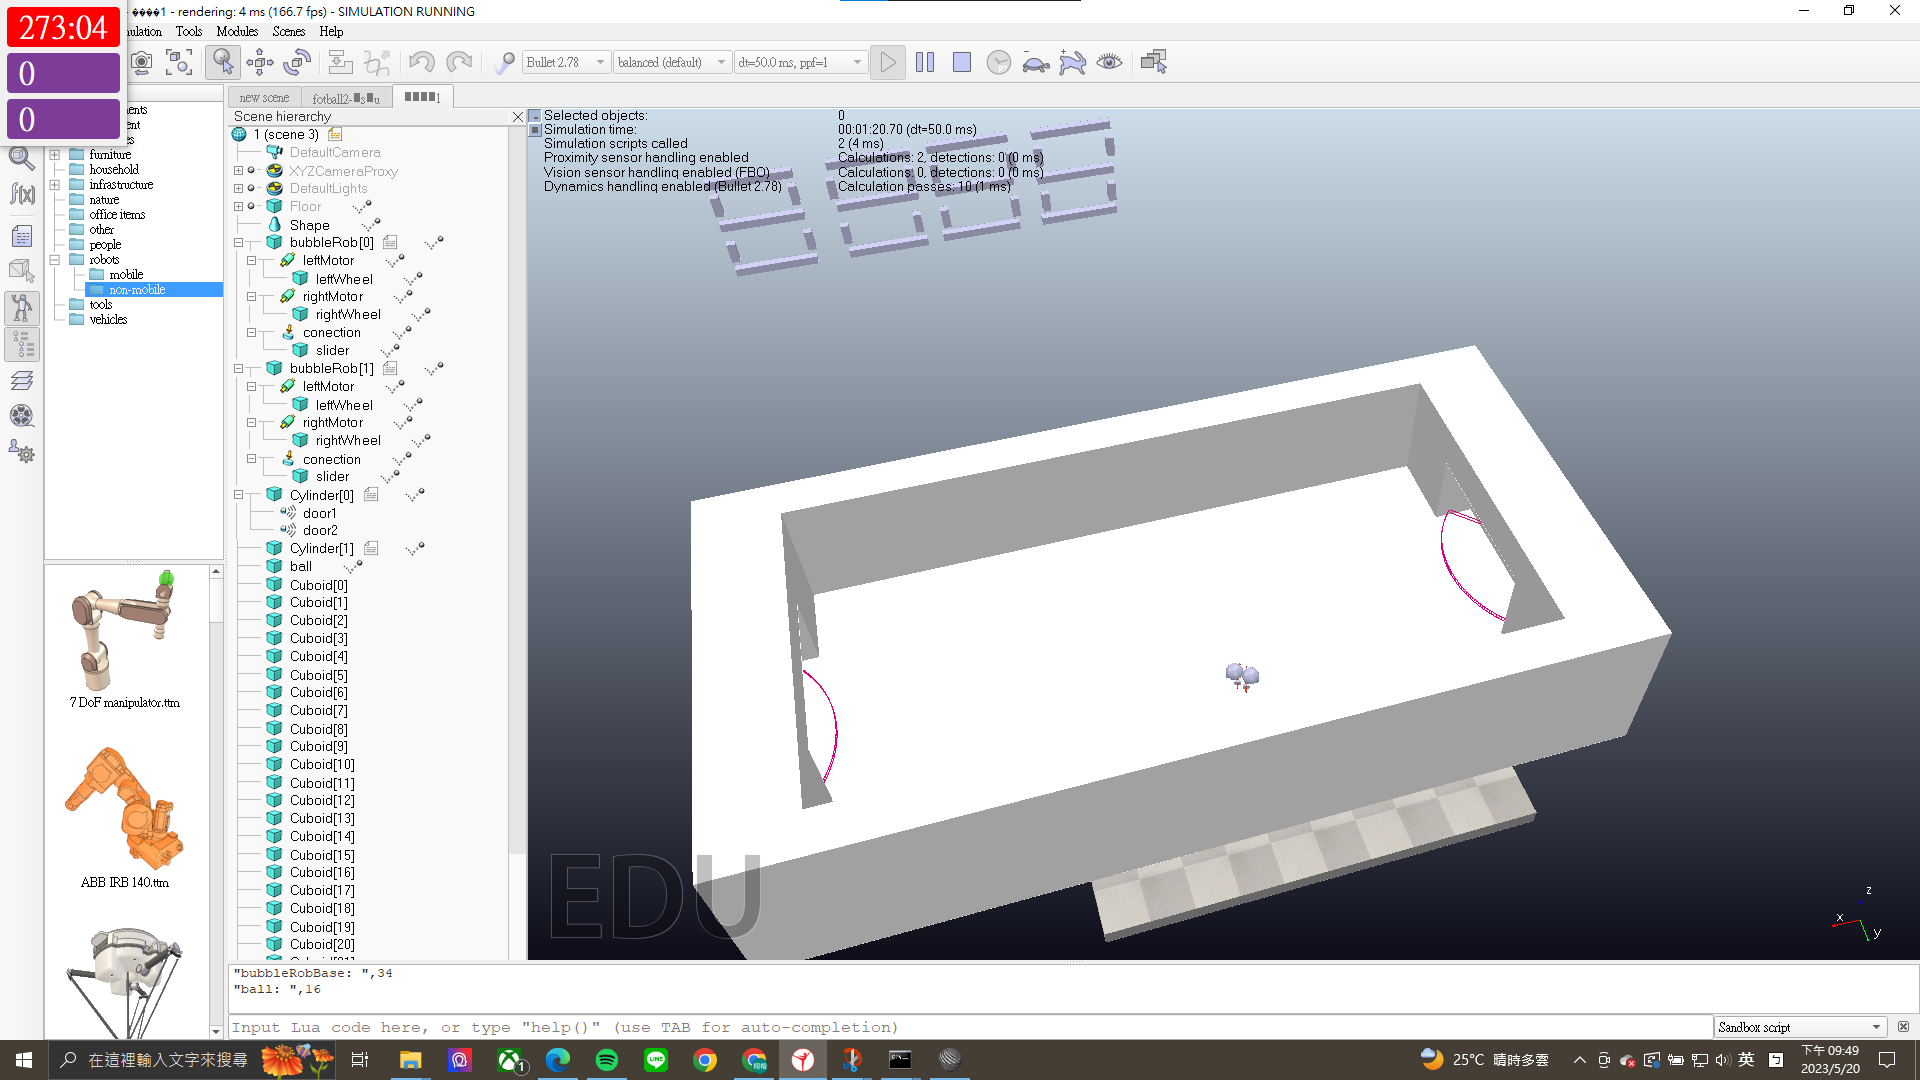 273:04
0
0
1 - rendering: 4 ms (166.7 fps) - SIMULATION RUNNING
ulation Tools Modules Scenes Help
Bullet 2.78
balanced (default)
dt=50.0 ms, ppf=1
new scene
1
furniture
household
infrastructure
nature
office items
other
people
robots
mobile
non-mobile
tools
vehicles
7 DoF manipulator.ttm
ABB IRB 140.ttm
Scene hierarchy
1 (scene 3)
DefaultCamera
XYZCameraProxy
DefaultLights
Floor
Shape
bubbleRob[0]
leftMotor
leftWheel
rightMotor
rightWheel
conection
slider
bubbleRob[1]
leftMotor
leftWheel
rightMotor
rightWheel
conection
slider
Cylinder[0]
door1
door2
Cylinder[1]
ball
Cuboid[0]
Cuboid[1]
Cuboid[2]
Cuboid[3]
Cuboid[4]
Cuboid[5]
Cuboid[6]
Cuboid[7]
Cuboid[8]
Cuboid[9]
Cuboid[10]
Cuboid[11]
Cuboid[12]
Cuboid[13]
Cuboid[14]
Cuboid[15]
Cuboid[16]
Cuboid[17]
Cuboid[18]
Cuboid[19]
Cuboid[20]
Selected objects: 0
Simulation time: 00:01:20.70 (dt=50.0 ms)
Simulation scripts called 2 (4 ms)
Proximity sensor handling enabled Calculations: 2, detections: 0 (0 ms)
Vision sensor handling enabled (FBO) Calculations: 0, detections: 0 (0 ms)
Dynamics handling enabled (Bullet 2.78) Calculation passes: 10 (1 ms)
EDU
z
x
y
"bubbleRobBase: ",34
"ball: ",16
Input Lua code here, or type "help()" (use TAB for auto-completion)
Sandbox script
在這裡輸入文字來搜尋
1
LINE
25°C 晴時多雲
英
下午 09:49
2023/5/20